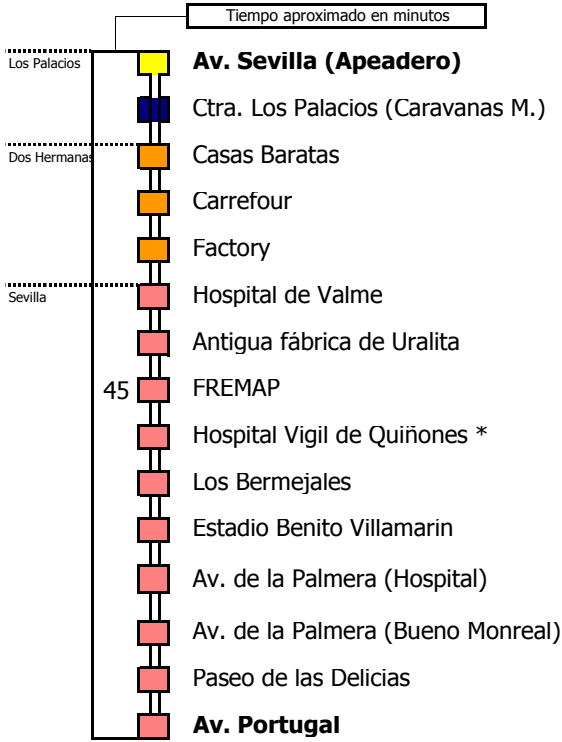 Tiempo aproximado en minutos
Los Palacios
Av. Sevilla (Apeadero)
Ctra. Los Palacios (Caravanas M.)
Dos Hermanas
Casas Baratas
Carrefour
Factory
Sevilla
Hospital de Valme
Antigua fábrica de Uralita
45
FREMAP
Hospital Vigil de Quiñones *
Los Bermejales
Estadio Benito Villamarin
Av. de la Palmera (Hospital)
Av. de la Palmera (Bueno Monreal)
Paseo de las Delicias
Av. Portugal